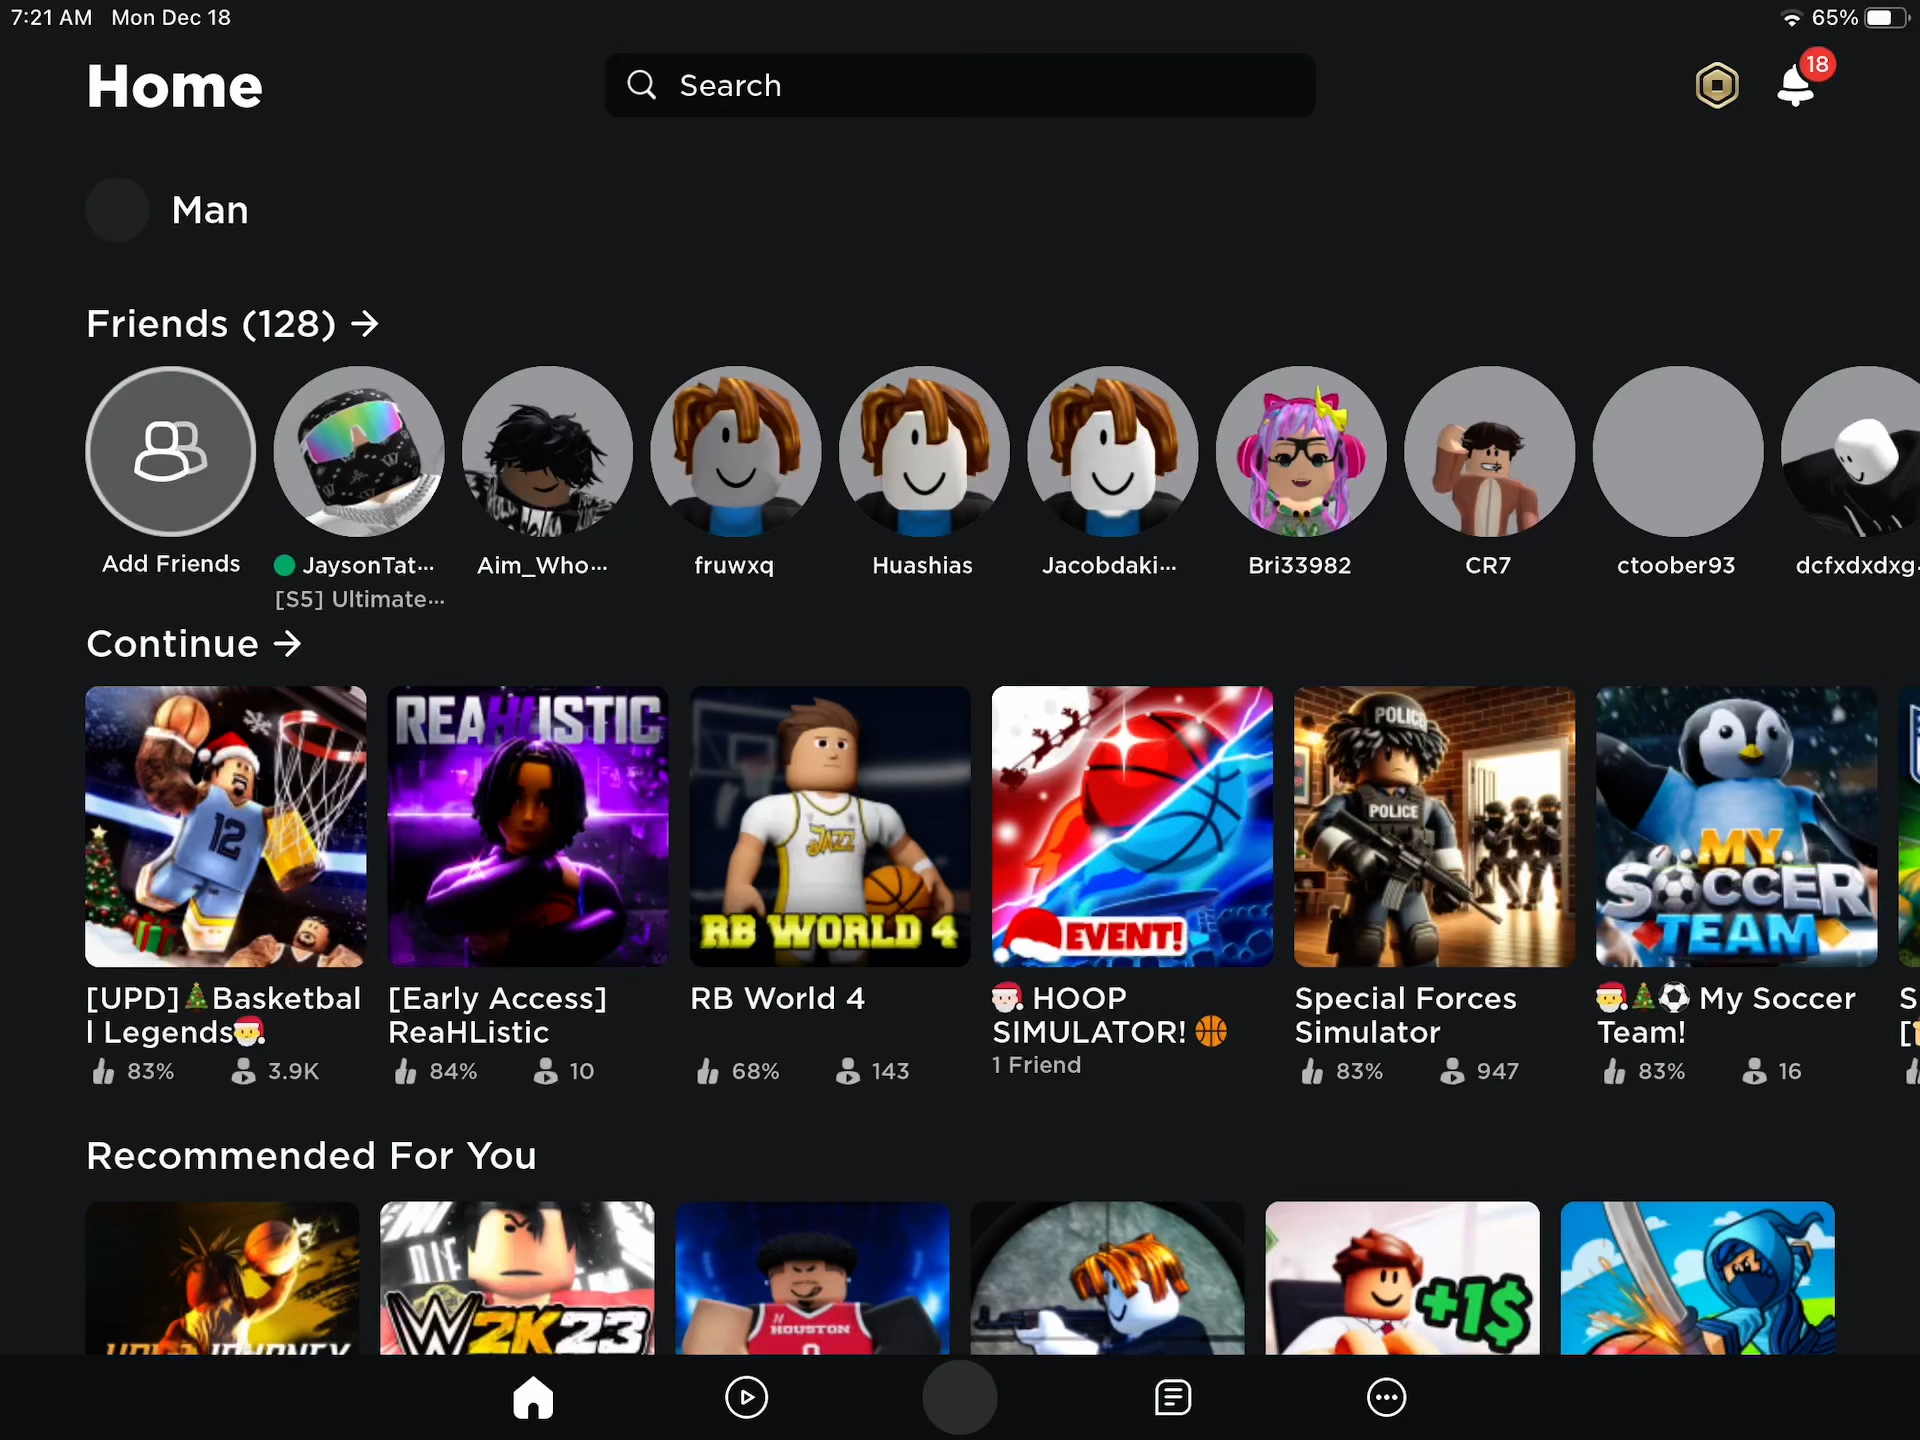 7:21 AM Mon Dec 18
65%
Home
Search
18
Man
Friends (128) →
Add Friends
JaysonTat...
Aim_Who...
fruwxq
Huashias
Jacobdaki...
Bri33982
CR7
ctoober93
dcfxdxdxg
[S5] Ultimate...
Continue →
REAHLISTIC
12
JAZZ
RB WORLD 4
EVENT!
POLICE
POLICE
MY
SOCCER
TEAM
[UPD]🎄Basketbal
l Legends🎅
83% 3.9K
[Early Access]
ReaHListic
84% 10
RB World 4
68% 143
🎅🏻 HOOP
SIMULATOR! 🏀
1 Friend
Special Forces
Simulator
83% 947
🎅🎄⚽ My Soccer
Team!
83% 16
S
[
Recommended For You
W2K23
HOUSTON
+1$